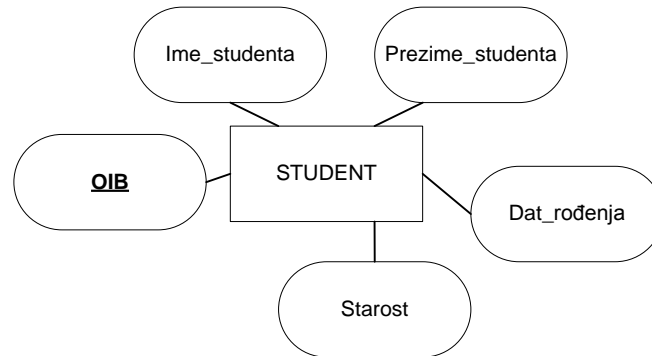 Ime_studenta
Prezime_studenta
OIB
STUDENT
Dat_rođenja
Starost